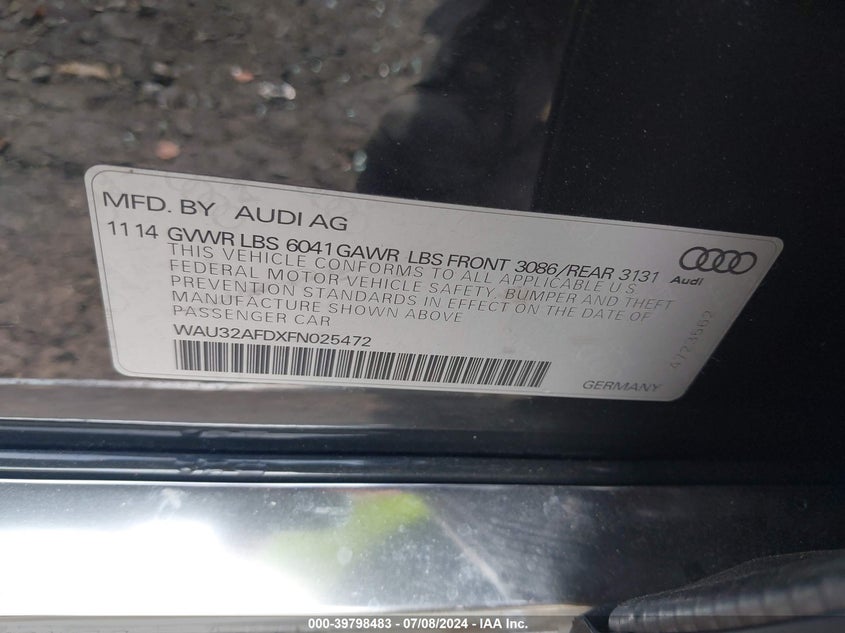 MFD. BY AUDI AG
11 14 GVWR LBS 6041 GAWR LBS FRONT 3086/REAR 3131
THIS VEHICLE CONFORMS TO ALL APPLICABLE U S
FEDERAL MOTOR VEHICLE SAFETY, BUMPER AND THEFT
PREVENTION STANDARDS IN EFFECT ON THE DATE OF
MANUFACTURE SHOWN ABOVE
PASSENGER CAR
WAU32AFDXFN025472
Audi
4723562
GERMANY
000-39798483 - 07/08/2024 - IAA Inc.